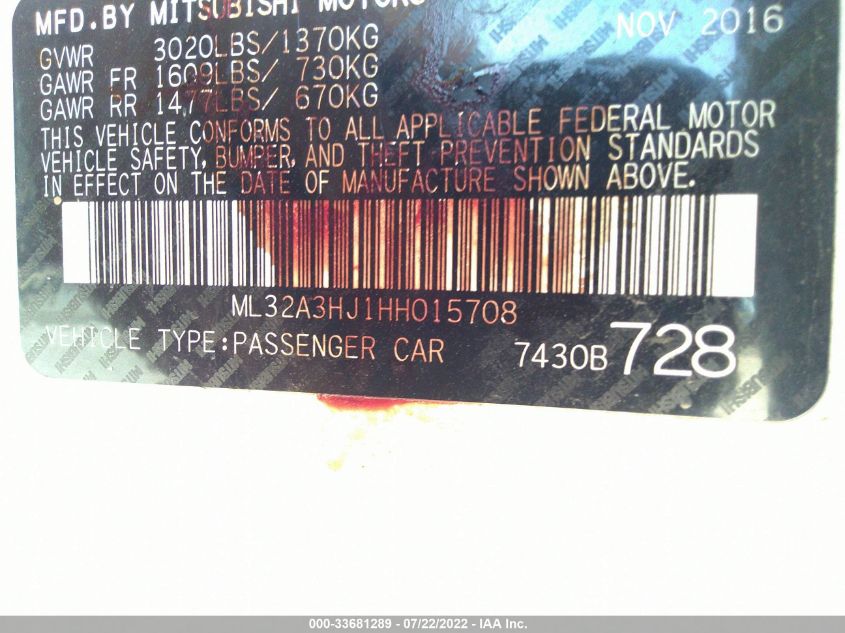 MFD. BY MITSUBISHI MOTORS
NOV 2016
GVWR 3020LBS/1370KG
GAWR FR 1609LBS/ 730KG
GAWR RR 1477LBS/ 670KG
THIS VEHICLE CONFORMS TO ALL APPLICABLE FEDERAL MOTOR
VEHICLE SAFETY, BUMPER, AND THEFT PREVENTION STANDARDS
IN EFFECT ON THE DATE OF MANUFACTURE SHOWN ABOVE.
ML32A3HJ1HH015708
VEHICLE TYPE:PASSENGER CAR 7430B 728
000-33681289 - 07/22/2022 - IAA Inc.